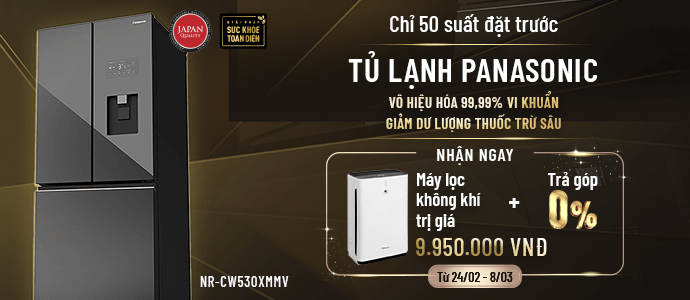 Panasonic
JAPAN
QUALITY
GIẢI PHÁP
SỨC KHỎE
TOÀN DIỆN
Chỉ 50 suất đặt trước
TỦ LẠNH PANASONIC
VÔ HIỆU HÓA 99,99% VI KHUẨN
GIẢM DƯ LƯỢNG THUỐC TRỪ SÂU
NHẬN NGAY
Máy lọc
không khí
trị giá
9.950.000 VNĐ
+
Trả góp
0%
Từ 24/02 - 8/03
NR-CW530XMMV